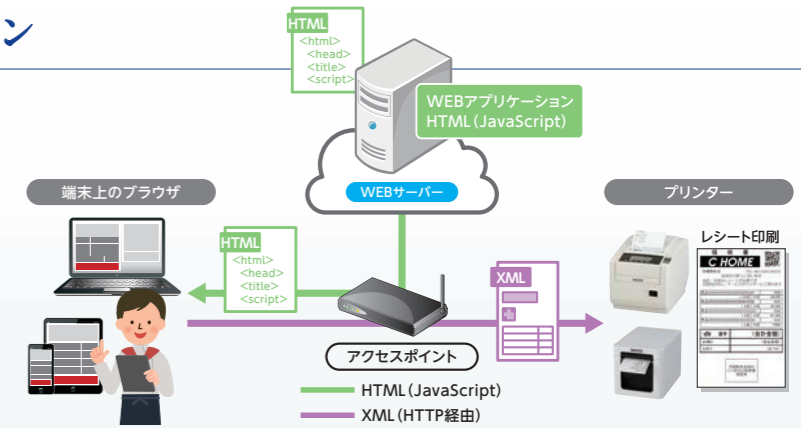 ン
HTML
<html>
<head>
<title>
<script>
WEBアプリケーション
HTML(JavaScript)
WEBサーバー
端末上のブラウザ
プリンター
HTML
<html>
<head>
<title>
<script>
XML
レシート印刷
C HOME
アクセスポイント
HTML(JavaScript)
XML(HTTP経由)